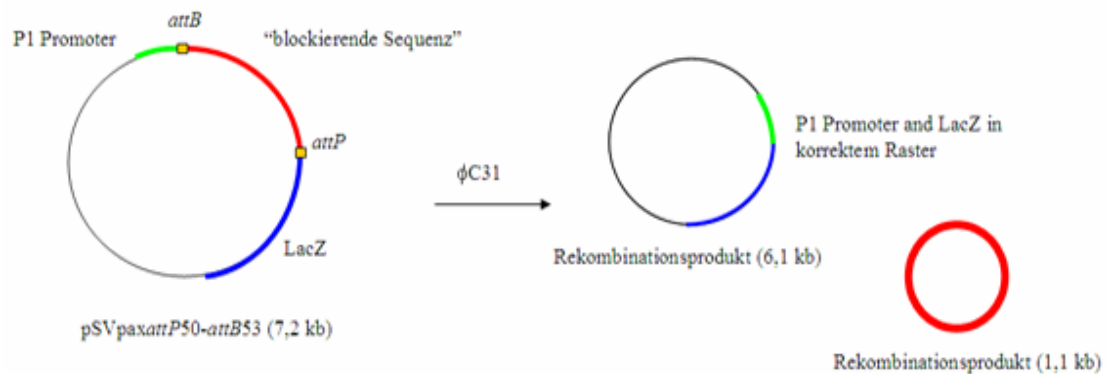 attB
P1 Promoter
“blockierende Sequenz”
attP
LacZ
pSVpaxattP50-attB53 (7,2 kb)
ϕC31
P1 Promoter and LacZ in
korrektem Raster
Rekombinationsprodukt (6,1 kb)
Rekombinationsprodukt (1,1 kb)